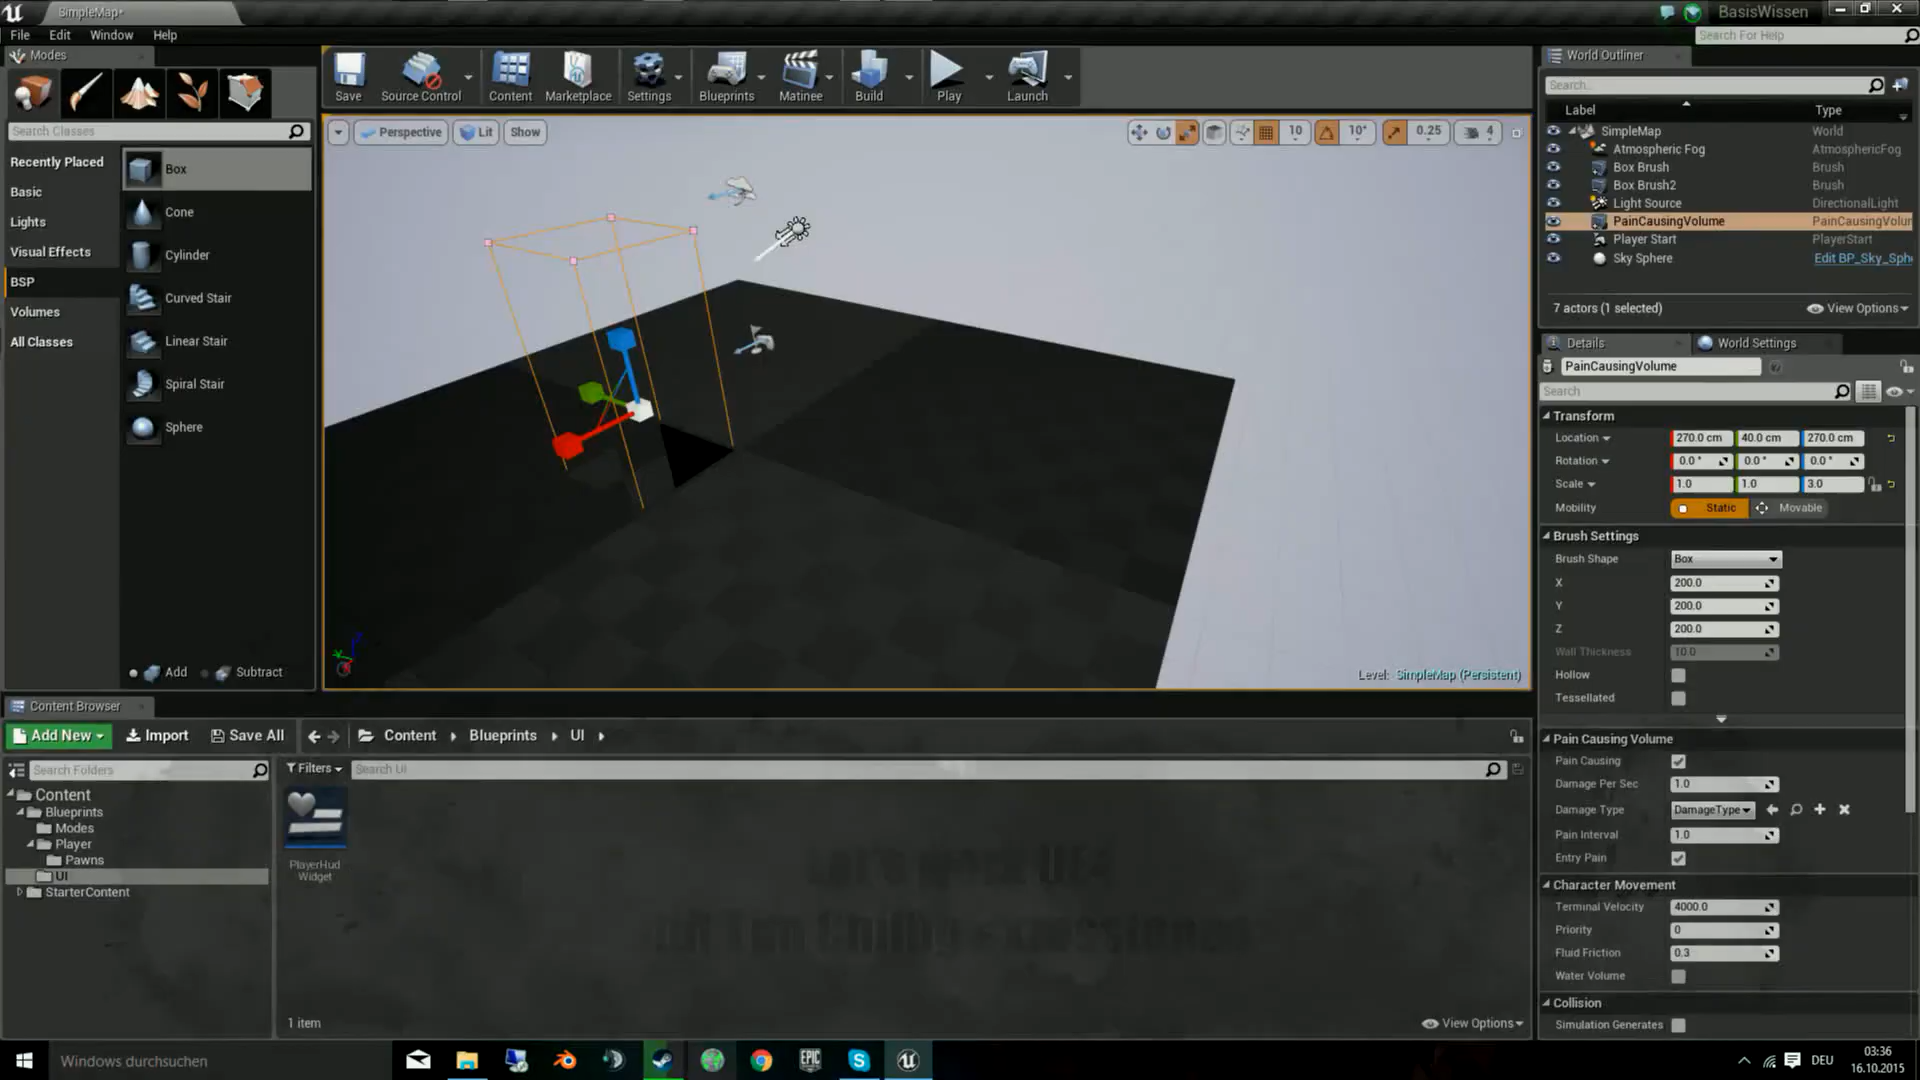 SimpleMap*
BasisWissen
File Edit Window Help
Search For Help
Modes
Save
Source Control
Content
Marketplace
Settings
Blueprints
Matinee
Build
Play
Launch
World Outliner
Search...
Label Type
SimpleMap World
Atmospheric Fog AtmosphericFog
Box Brush Brush
Box Brush2 Brush
Light Source DirectionalLight
PainCausingVolume PainCausingVolur
Player Start PlayerStart
Sky Sphere Edit BP_Sky_Sph
7 actors (1 selected) View Options
Search Classes
Recently Placed
Basic
Lights
Visual Effects
BSP
Volumes
All Classes
Box
Cone
Cylinder
Curved Stair
Linear Stair
Spiral Stair
Sphere
Add Subtract
Perspective Lit Show
10 10° 0.25 4
Level: SimpleMap (Persistent)
Details World Settings
PainCausingVolume
Search
Transform
Location 270.0 cm 40.0 cm 270.0 cm
Rotation 0.0 ° 0.0 ° 0.0 °
Scale 1.0 1.0 3.0
Mobility Static Movable
Brush Settings
Brush Shape Box
X 200.0
Y 200.0
Z 200.0
Wall Thickness 10.0
Hollow
Tessellated
Pain Causing Volume
Pain Causing
Damage Per Sec 1.0
Damage Type DamageType
Pain Interval 1.0
Entry Pain
Character Movement
Terminal Velocity 4000.0
Priority 0
Fluid Friction 0.3
Water Volume
Collision
Simulation Generates
Content Browser
Add New Import Save All Content Blueprints UI
Search Folders
Filters Search UI
Content
Blueprints
Modes
Player
Pawns
UI
StarterContent
PlayerHud
Widget
1 item
View Options
Windows durchsuchen
EPIC
DEU
03:36
16.10.2015